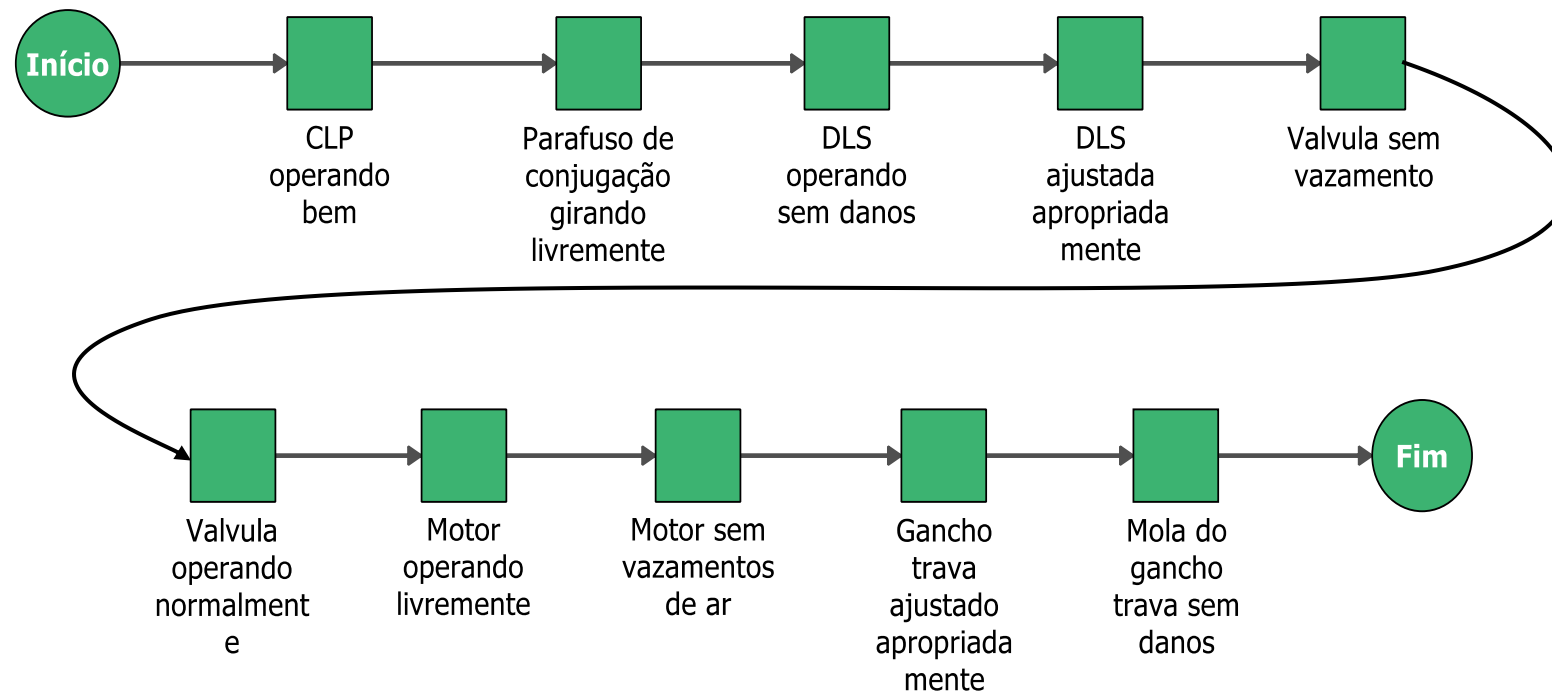 Início
CLP
operando
bem
Parafuso de
conjugação
girando
livremente
DLS
operando
sem danos
DLS
ajustada
apropriada
mente
Valvula sem
vazamento
Valvula
operando
normalment
e
Motor
operando
livremente
Motor sem
vazamentos
de ar
Gancho
trava
ajustado
apropriada
mente
Mola do
gancho
trava sem
danos
Fim